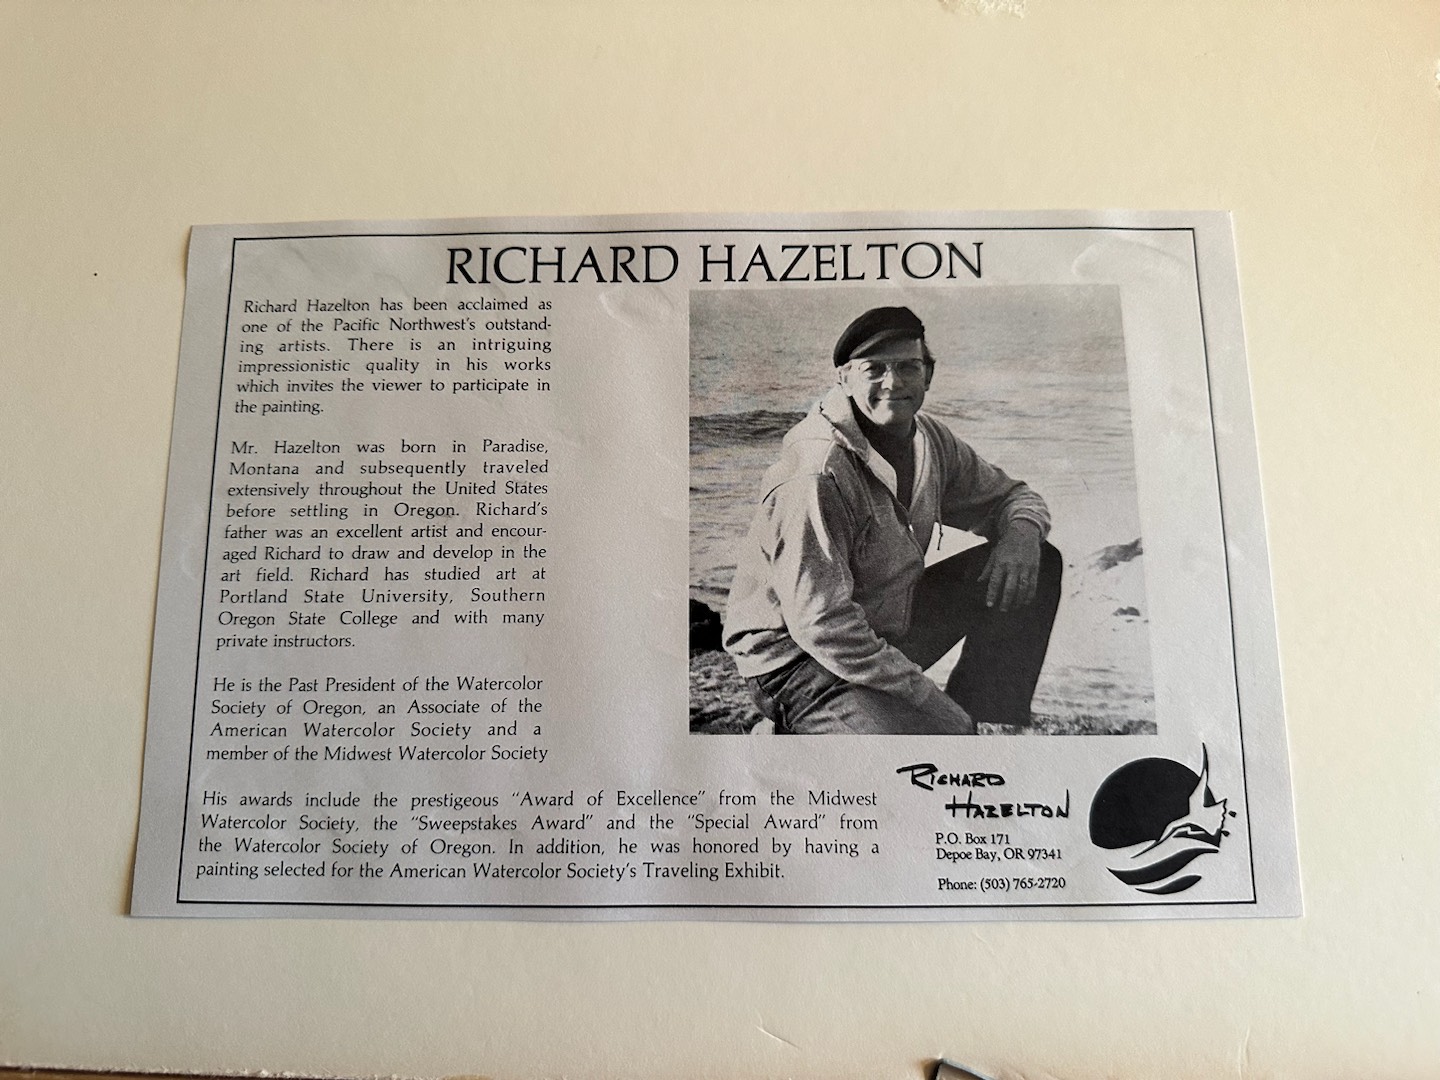 RICHARD HAZELTON
Richard Hazelton has been acclaimed as
one of the Pacific Northwest's outstand-
ing artists. There is an intriguing
impressionistic quality in his works
which invites the viewer to participate in
the painting.
Mr. Hazelton was born in Paradise,
Montana and subsequently traveled
extensively throughout the United States
before settling in Oregon. Richard's
father was an excellent artist and encour-
aged Richard to draw and develop in the
art field. Richard has studied art at
Portland State University, Southern
Oregon State College and with many
private instructors.
He is the Past President of the Watercolor
Society of Oregon, an Associate of the
American Watercolor Society and a
member of the Midwest Watercolor Society
His awards include the prestigeous "Award of Excellence" from the Midwest
Watercolor Society, the "Sweepstakes Award" and the "Special Award" from
the Watercolor Society of Oregon. In addition, he was honored by having a
painting selected for the American Watercolor Society's Traveling Exhibit.
RICHARD
HAZELTON
P.O. Box 171
Depoe Bay, OR 97341
Phone: (503) 765-2720